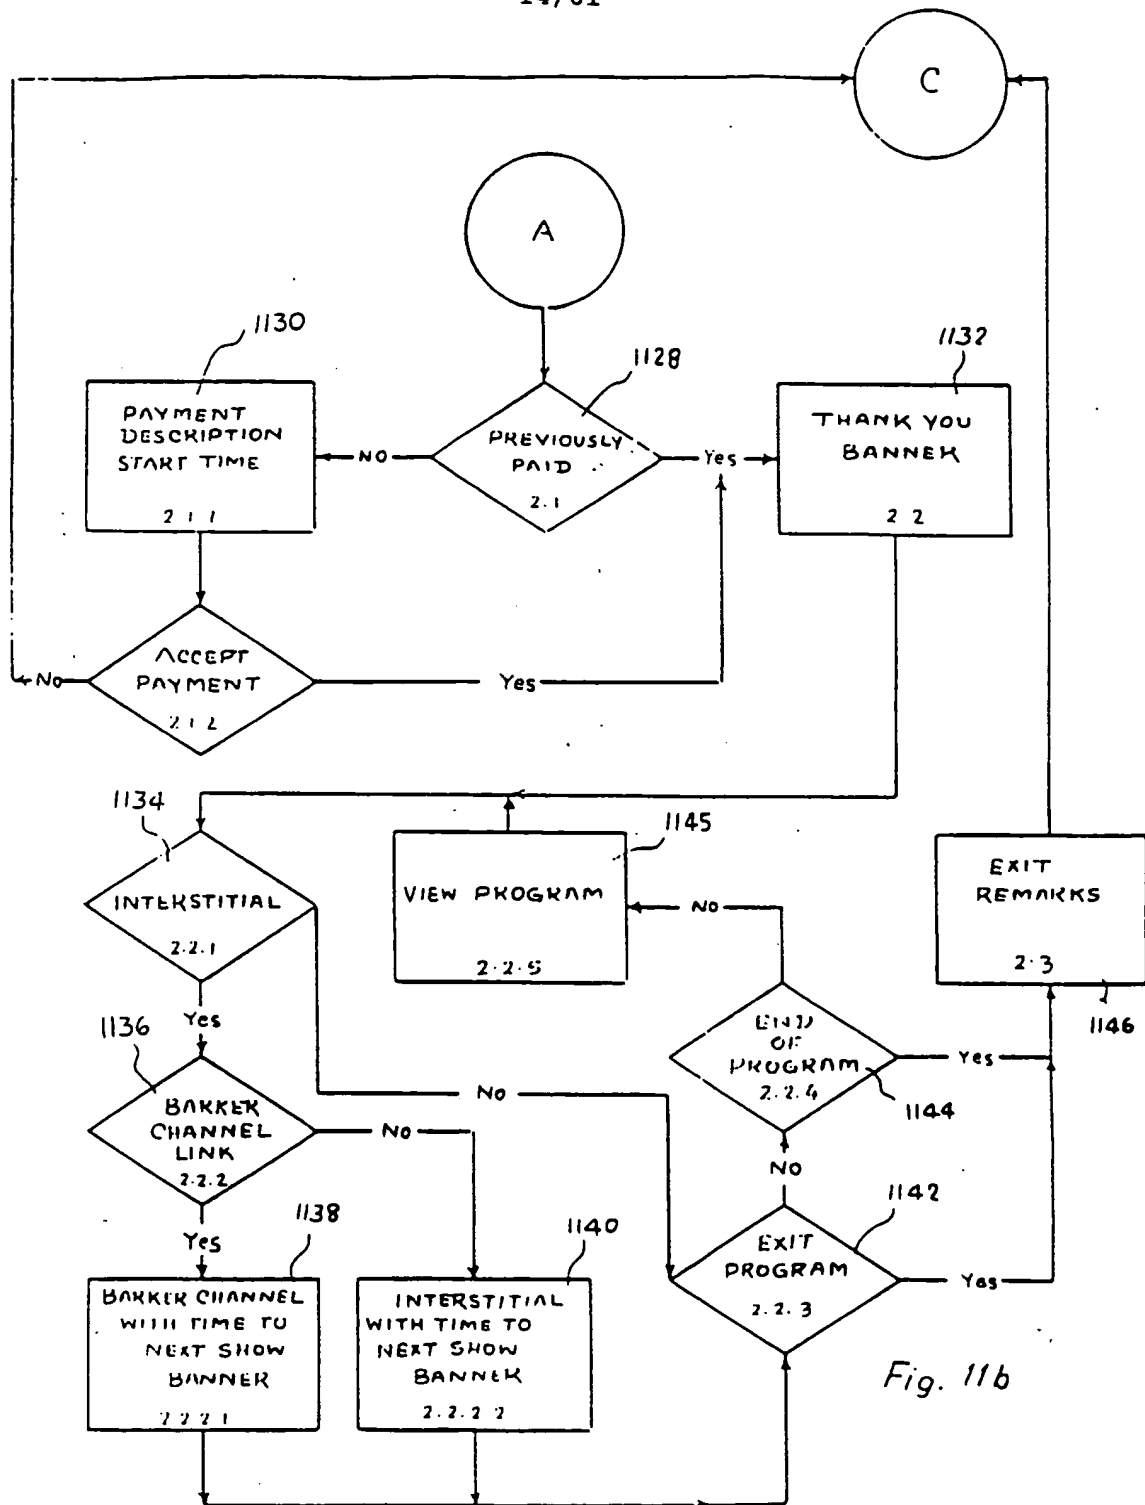 14/61
C
A
1130
1128
1132
PAYMENT
DESCRIPTION
START TIME
2 1 1
NO
PREVIOUSLY
PAID
2.1
Yes
THANK YOU
BANNER
2 2
ACCEPT
PAYMENT
2 1 2
No
Yes
1134
INTERSTITIAL
2.2.1
1145
VIEW PROGRAM
2.2.5
NO
EXIT
REMARKS
2.3
1146
Yes
1136
BARKER
CHANNEL
LINK
2.2.2
No
No
END
OF
PROGRAM
2.2.4
Yes
1144
NO
Yes
1138
1140
1142
BARKER CHANNEL
WITH TIME TO
NEXT SHOW
BANNER
2 2 2 1
INTERSTITIAL
WITH TIME TO
NEXT SHOW
BANNER
2.2.2 2
EXIT
PROGRAM
2.2.3
Yes
Fig. 11b